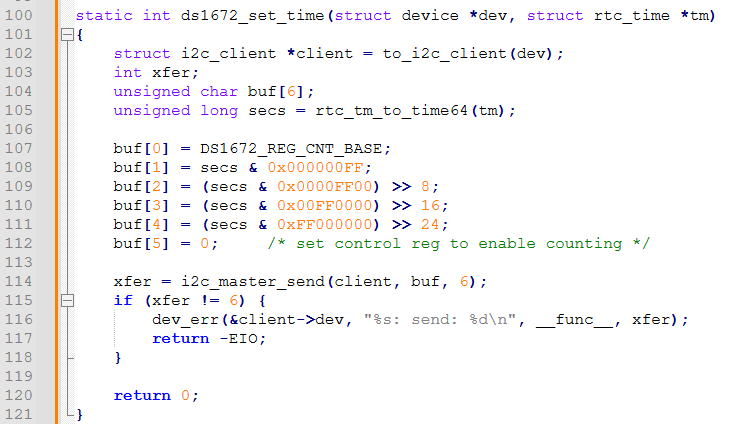 100 static int ds1672_set_time(struct device *dev, struct rtc_time *tm)
101 {
102     struct i2c_client *client = to_i2c_client(dev);
103     int xfer;
104     unsigned char buf[6];
105     unsigned long secs = rtc_tm_to_time64(tm);
106
107     buf[0] = DS1672_REG_CNT_BASE;
108     buf[1] = secs & 0x000000FF;
109     buf[2] = (secs & 0x0000FF00) >> 8;
110     buf[3] = (secs & 0x00FF0000) >> 16;
111     buf[4] = (secs & 0xFF000000) >> 24;
112     buf[5] = 0;     /* set control reg to enable counting */
113
114     xfer = i2c_master_send(client, buf, 6);
115     if (xfer != 6) {
116         dev_err(&client->dev, "%s: send: %d\n", __func__, xfer);
117         return -EIO;
118     }
119
120     return 0;
121 }